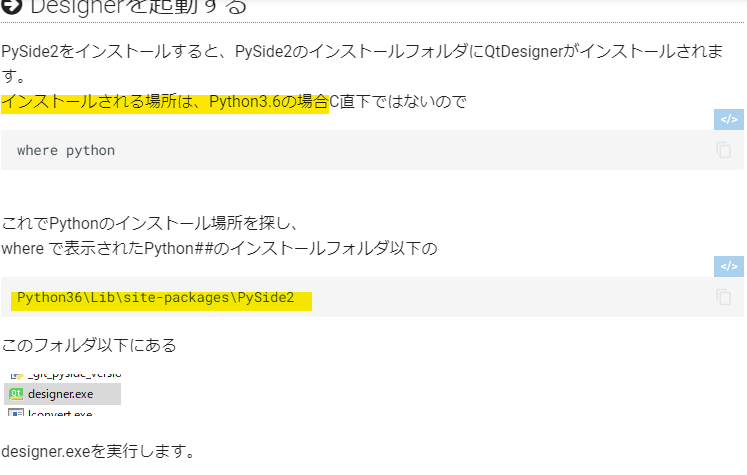 Designerを起動する
PySide2をインストールすると、PySide2のインストールフォルダにQtDesignerがインストールされま
す。
インストールされる場所は、Python3.6の場合C直下ではないので
</>
where python
これでPythonのインストール場所を探し、
where で表示されたPython##のインストールフォルダ以下の
</>
Python36\Lib\site-packages\PySide2
このフォルダ以下にある
_git_pyside_versio
designer.exe
lconvert.exe
designer.exeを実行します。